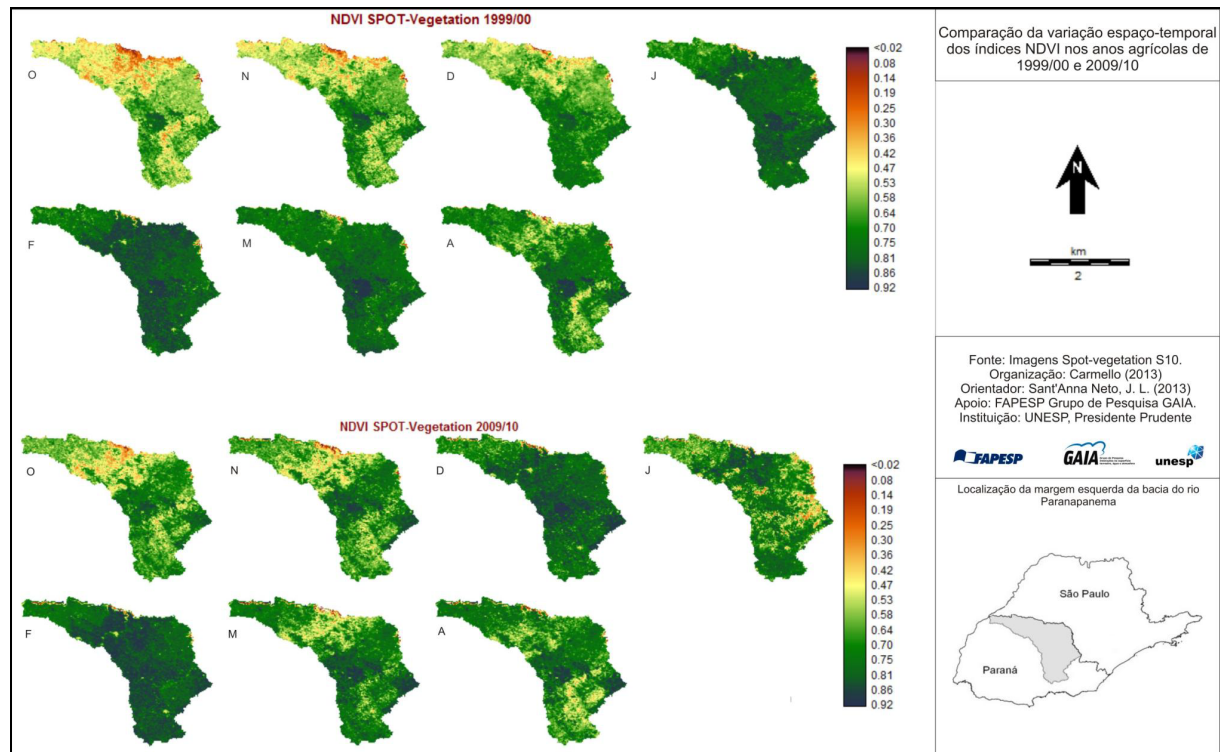 NDVI SPOT-Vegetation 1999/00
O
N
D
J
<0.02
0.08
0.14
0.19
0.25
0.30
0.36
0.42
0.47
0.53
0.58
0.64
0.70
0.75
0.81
0.86
0.92
F
M
A
NDVI SPOT-Vegetation 2009/10
O
N
D
J
<0.02
0.08
0.14
0.19
0.25
0.30
0.36
0.42
0.47
0.53
0.58
0.64
0.70
0.75
0.81
0.86
0.92
F
M
A
Comparação da variação espaço-temporal
dos índices NDVI nos anos agrícolas de
1999/00 e 2009/10
N
km
2
Fonte: Imagens Spot-vegetation S10.
Organização: Carmello (2013)
Orientador: Sant'Anna Neto, J. L. (2013)
Apoio: FAPESP Grupo de Pesquisa GAIA.
Instituição: UNESP, Presidente Prudente
FAPESP
GAIA
unesp
Localização da margem esquerda da bacia do rio
Paranapanema
São Paulo
Paraná